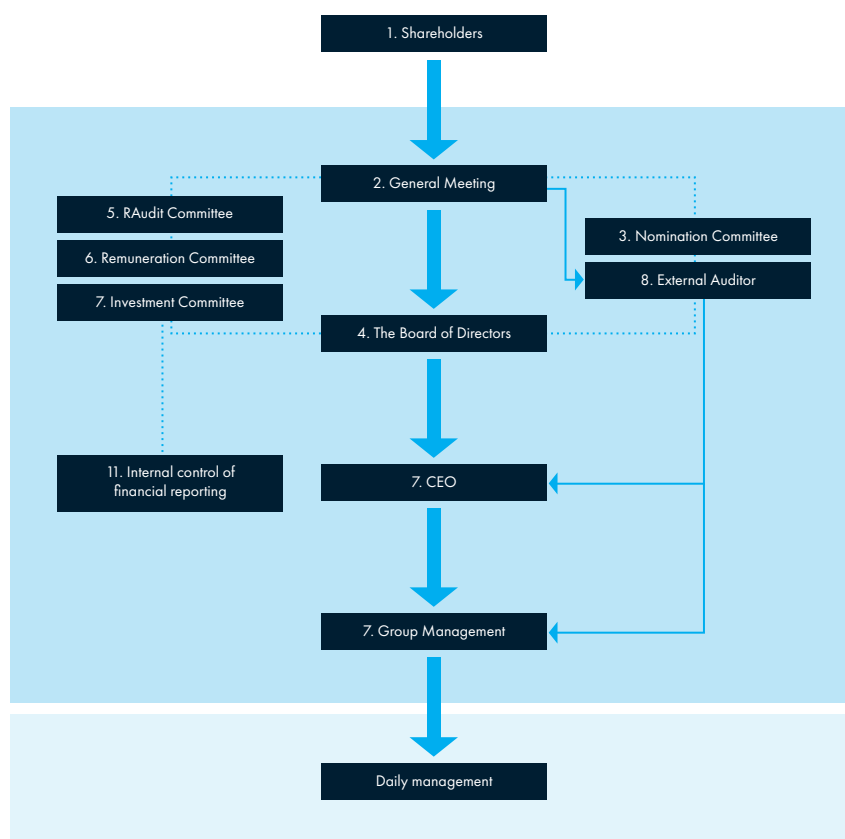 1. Shareholders
2. General Meeting
5. RAudit Committee
3. Nomination Committee
6. Remuneration Committee
8. External Auditor
7. Investment Committee
4. The Board of Directors
11. Internal control of
financial reporting
7. CEO
7. Group Management
Daily management